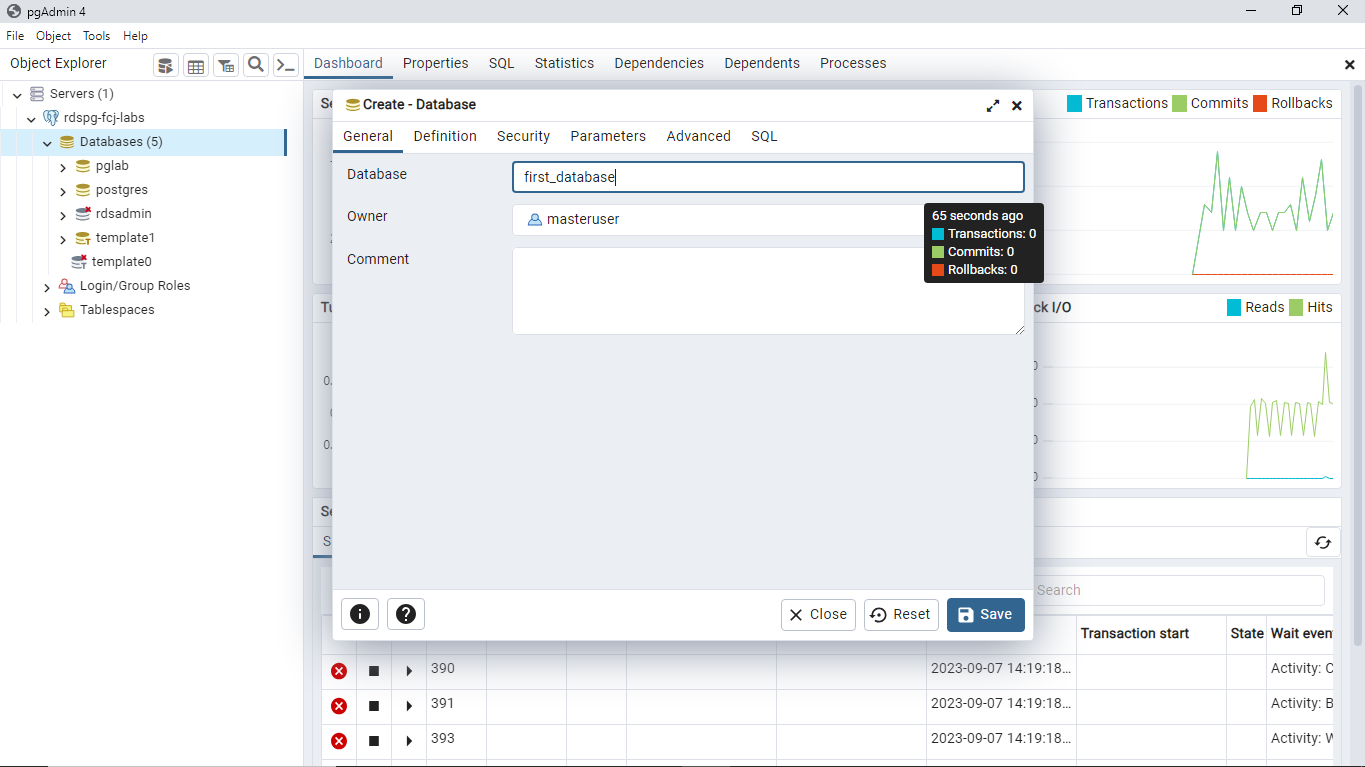 pgAdmin 4
File Object Tools Help
Object Explorer
Dashboard Properties SQL Statistics Dependencies Dependents Processes
Servers (1)
rdspg-fcj-labs
Databases (5)
pglab
postgres
rdsadmin
template1
template0
Login/Group Roles
Tablespaces
Se
Transactions Commits Rollbacks
Create - Database
General Definition Security Parameters Advanced SQL
Database first_database
Owner masteruser
Comment
65 seconds ago
Transactions: 0
Commits: 0
Rollbacks: 0
ck I/O
Reads Hits
Close Reset Save
Search
Transaction start State Wait even
390 2023-09-07 14:19:18... Activity: C
391 2023-09-07 14:19:18... Activity: B
393 2023-09-07 14:19:18... Activity: W